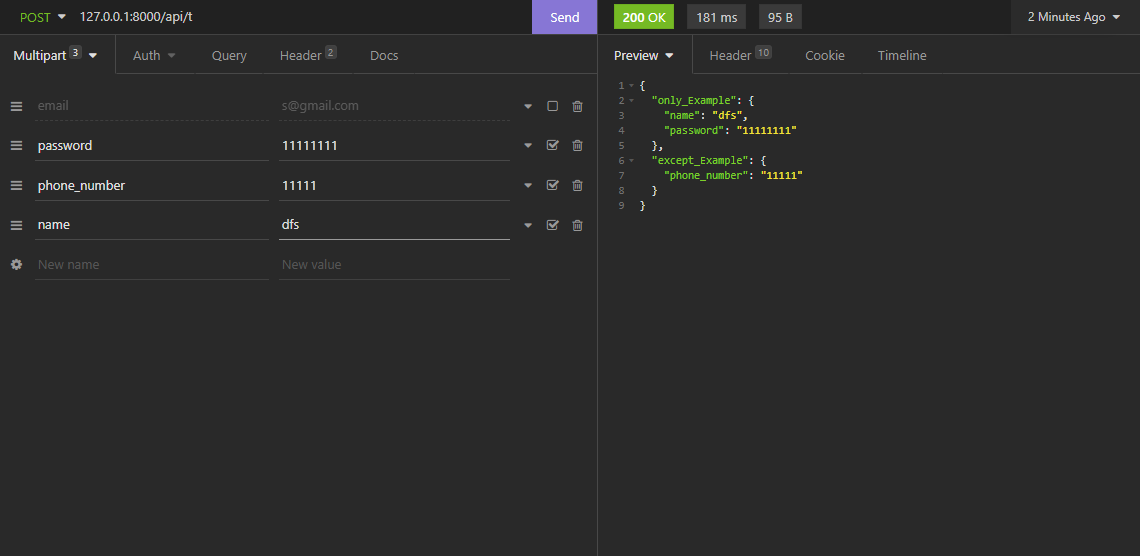 POST 127.0.0.1:8000/api/t Send 200 OK 181 ms 95 B 2 Minutes Ago
Multipart 3 Auth Query Header 2 Docs
Preview Header 10 Cookie Timeline
email s@gmail.com
password 11111111
phone_number 11111
name dfs
New name New value
1 {
2 "only_Example": {
3 "name": "dfs",
4 "password": "11111111"
5 },
6 "except_Example": {
7 "phone_number": "11111"
8 }
9 }